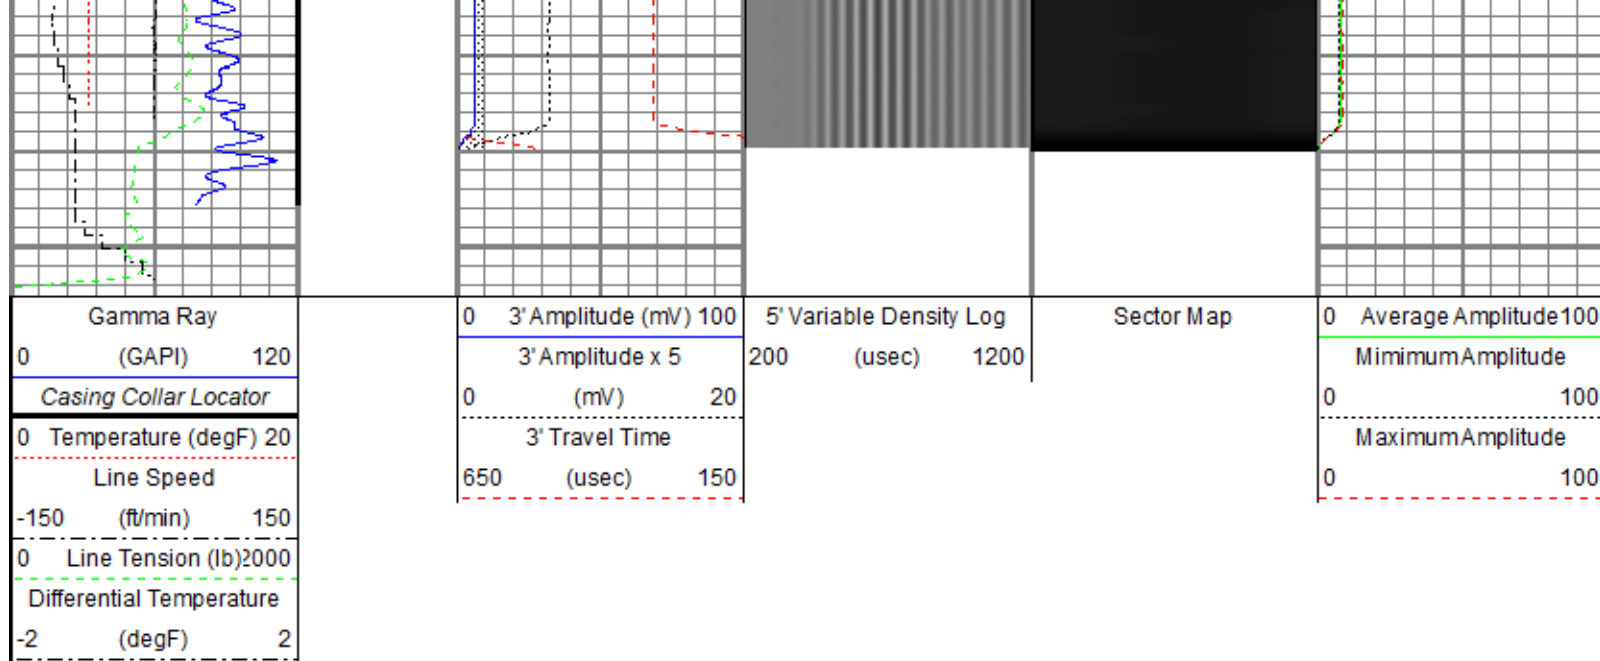 Gamma Ray
0 (GAPI) 120
Casing Collar Locator
0 Temperature (degF) 20
Line Speed
-150 (ft/min) 150
0 Line Tension (lb) 2000
Differential Temperature
-2 (degF) 2
0 3' Amplitude (mV) 100
3' Amplitude x 5
0 (mV) 20
3' Travel Time
650 (usec) 150
5' Variable Density Log
200 (usec) 1200
Sector Map
0 Average Amplitude 100
Mimimum Amplitude
0 100
Maximum Amplitude
0 100